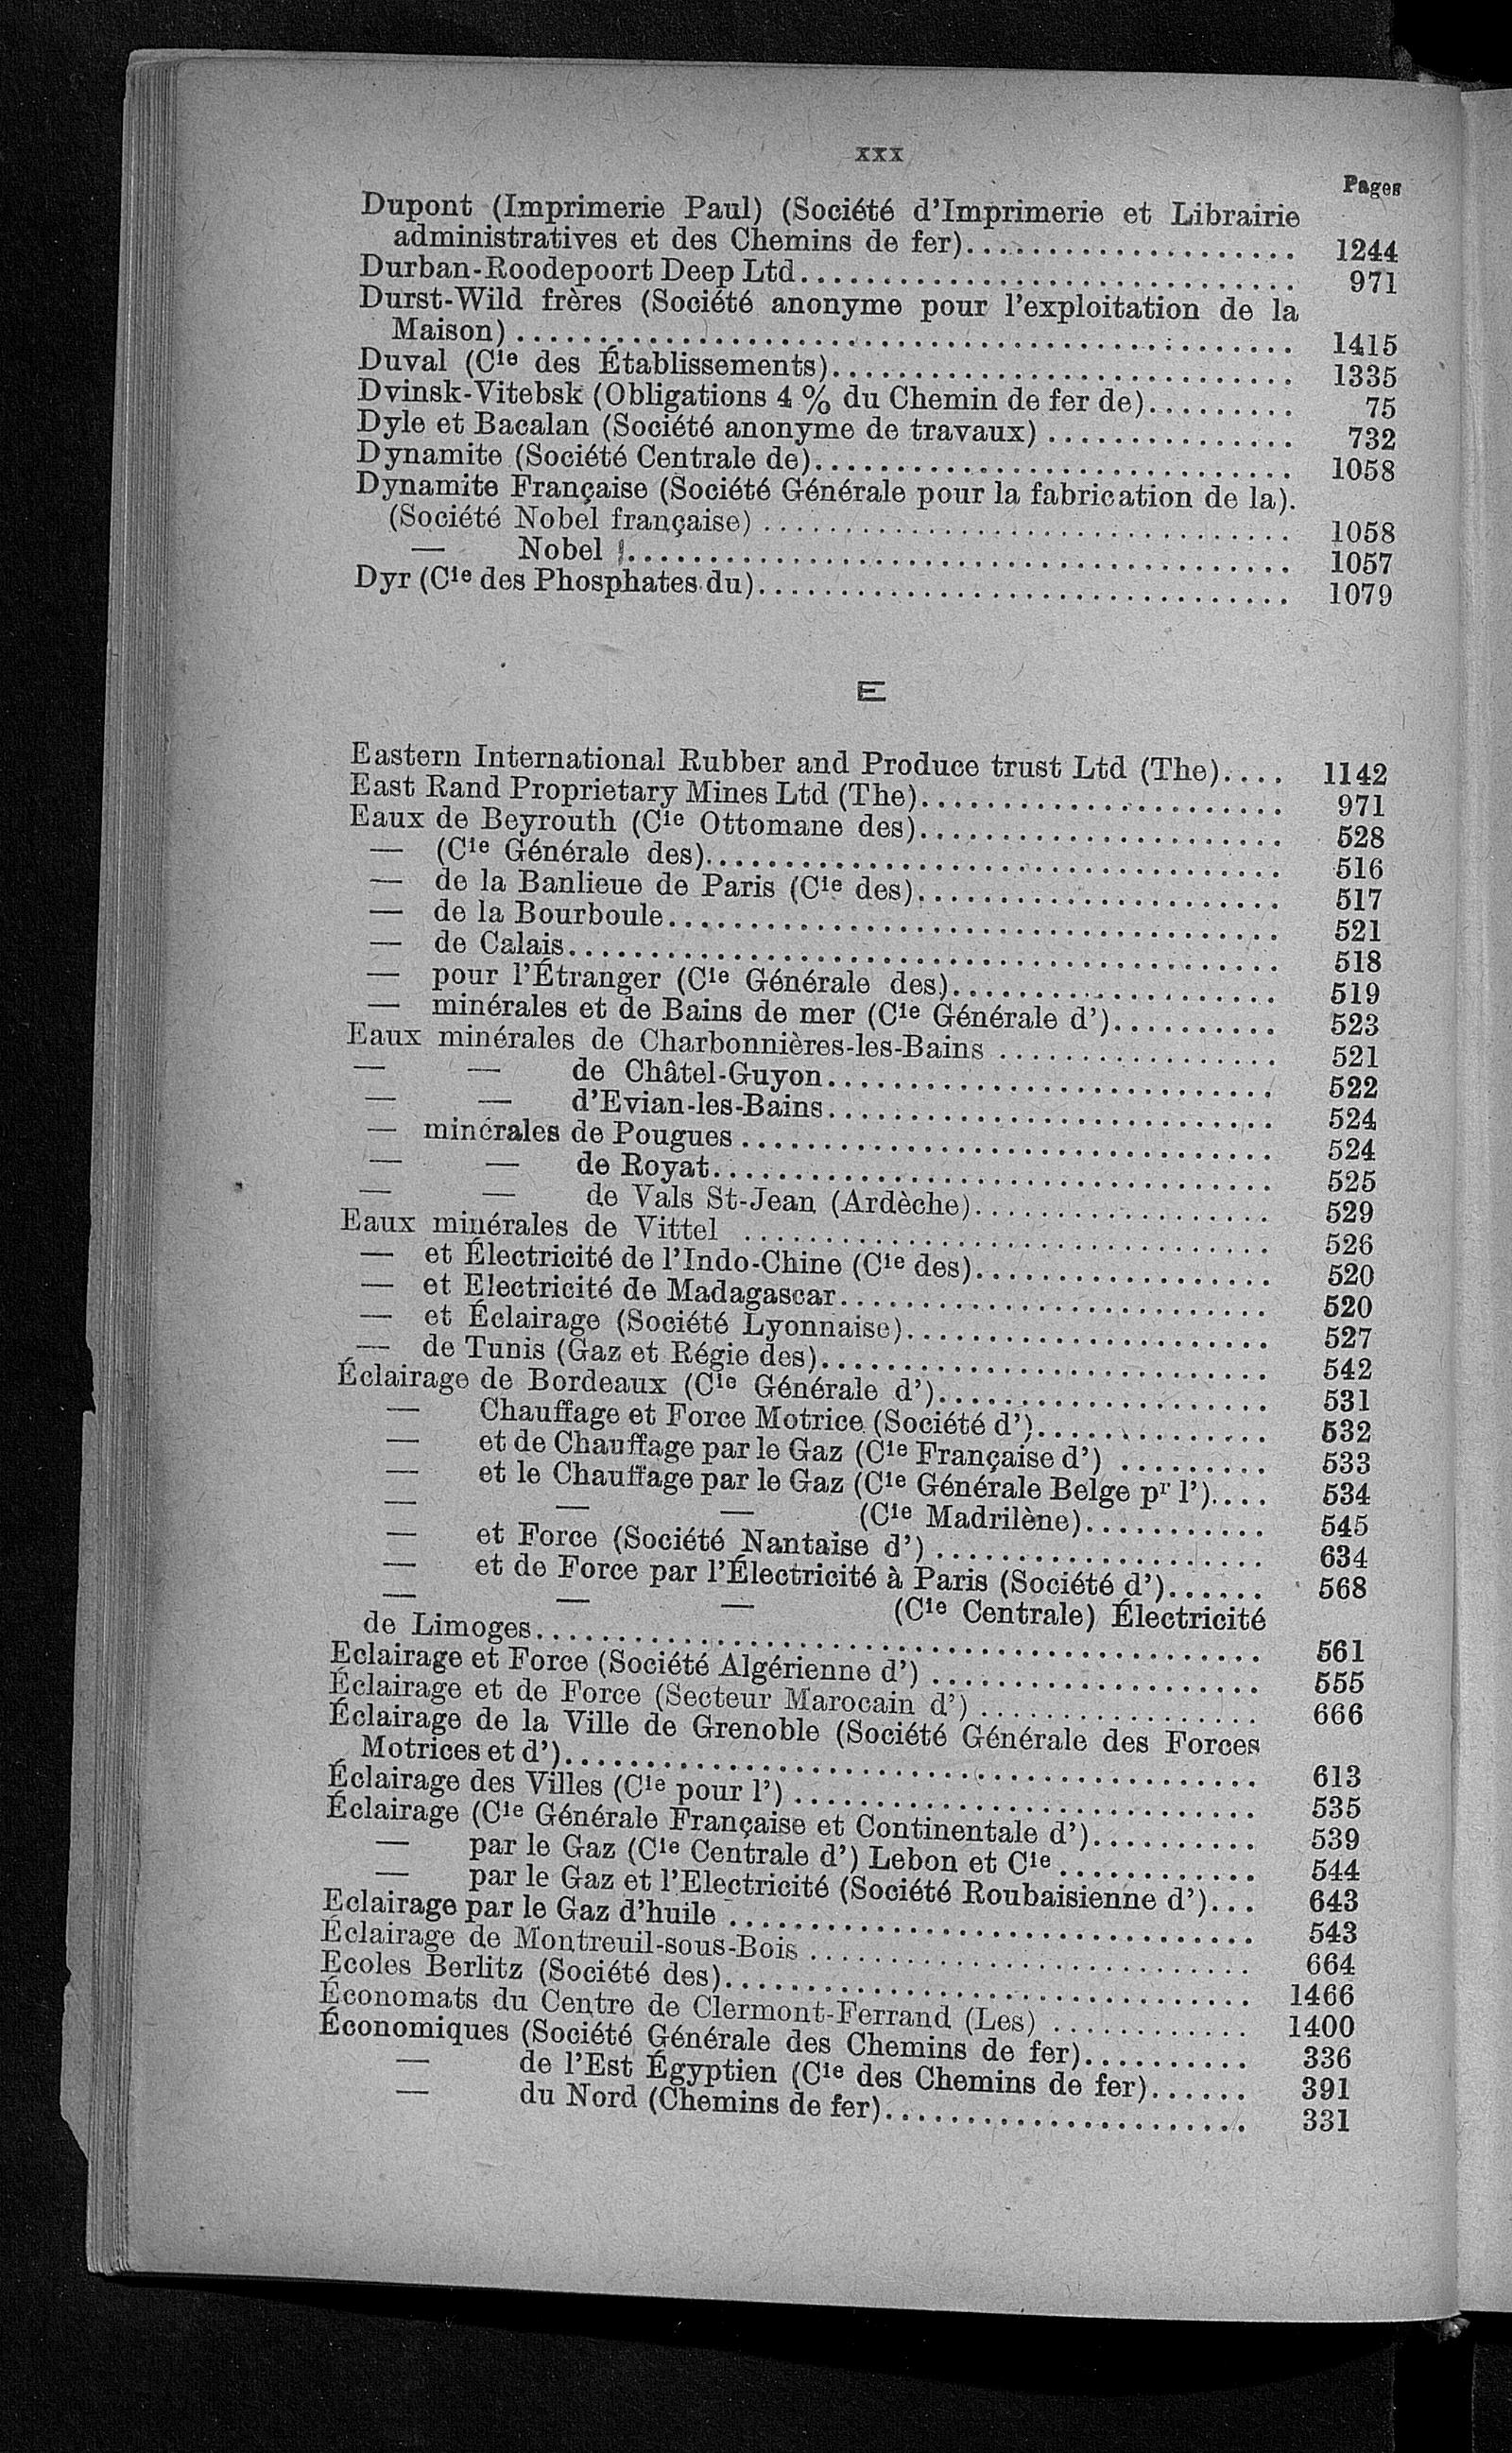 xxx
Pages
Dupont (Imprimerie Paul) (Société d'Imprimerie et Librairie
administratives et des Chemins de fer).................... 1244
Durban-Roodepoort Deep Ltd.............................. 971
Durst-Wild frères (Société anonyme pour l'exploitation de la
Maison) .............................................. 1415
Duval (Cie des Établissements)............................ 1335
Dvinsk-Vitebsk (Obligations 4 % du Chemin de fer de)......... 75
Dyle et Bacalan (Société anonyme de travaux) ............... 732
Dynamite (Société Centrale de)............................. 1058
Dynamite Française (Société Générale pour la fabrication de la).
(Société Nobel française) ................................ 1058
— Nobel ......................................... 1057
Dyr (Cie des Phosphates du)................................ 1079
E
Eastern International Rubber and Produce trust Ltd (The).... 1142
East Rand Proprietary Mines Ltd (The)...................... 971
Eaux de Beyrouth (Cie Ottomane des)...................... 528
— (Cie Générale des)................................... 516
— de la Banlieue de Paris (Cie des)...................... 517
— de la Bourboule..................................... 521
— de Calais........................................... 518
— pour l'Étranger (Cie Générale des).................... 519
— minérales et de Bains de mer (Cie Générale d').......... 523
Eaux minérales de Charbonnières-les-Bains ................. 521
— — de Châtel-Guyon........................... 522
— — d'Evian-les-Bains........................... 524
— minérales de Pougues ................................ 524
— — de Royat.................................. 525
— — de Vals St-Jean (Ardèche).................. 529
Eaux minérales de Vittel ................................ 526
— et Électricité de l'Indo-Chine (Cie des).................. 520
— et Electricité de Madagascar.......................... 520
— et Éclairage (Société Lyonnaise)...................... 527
— de Tunis (Gaz et Régie des)........................... 542
Éclairage de Bordeaux (Cie Générale d').................... 531
— Chauffage et Force Motrice (Société d').............. 532
— et de Chauffage par le Gaz (Cie Française d') ......... 533
— et le Chauffage par le Gaz (Cie Générale Belge pr l').... 534
— — — (Cie Madrilène)........... 545
— et Force (Société Nantaise d') .................... 634
— et de Force par l'Électricité à Paris (Société d')...... 568
— — — (Cie Centrale) Électricité
de Limoges............................................ 561
Eclairage et Force (Société Algérienne d') .................... 555
Éclairage et de Force (Secteur Marocain d') ................. 666
Éclairage de la Ville de Grenoble (Société Générale des Forces
Motrices et d').......................................... 613
Éclairage des Villes (Cie pour l') ............................ 535
Éclairage (Cie Générale Française et Continentale d').......... 539
— par le Gaz (Cie Centrale d') Lebon et Cie............ 544
— par le Gaz et l'Electricité (Société Roubaisienne d')... 643
Eclairage par le Gaz d'huile ................................ 543
Éclairage de Montreuil-sous-Bois ........................... 664
Ecoles Berlitz (Société des)................................ 1466
Économats du Centre de Clermont-Ferrand (Les) ............ 1400
Économiques (Société Générale des Chemins de fer).......... 336
— de l'Est Égyptien (Cie des Chemins de fer)...... 391
— du Nord (Chemins de fer)...................... 331